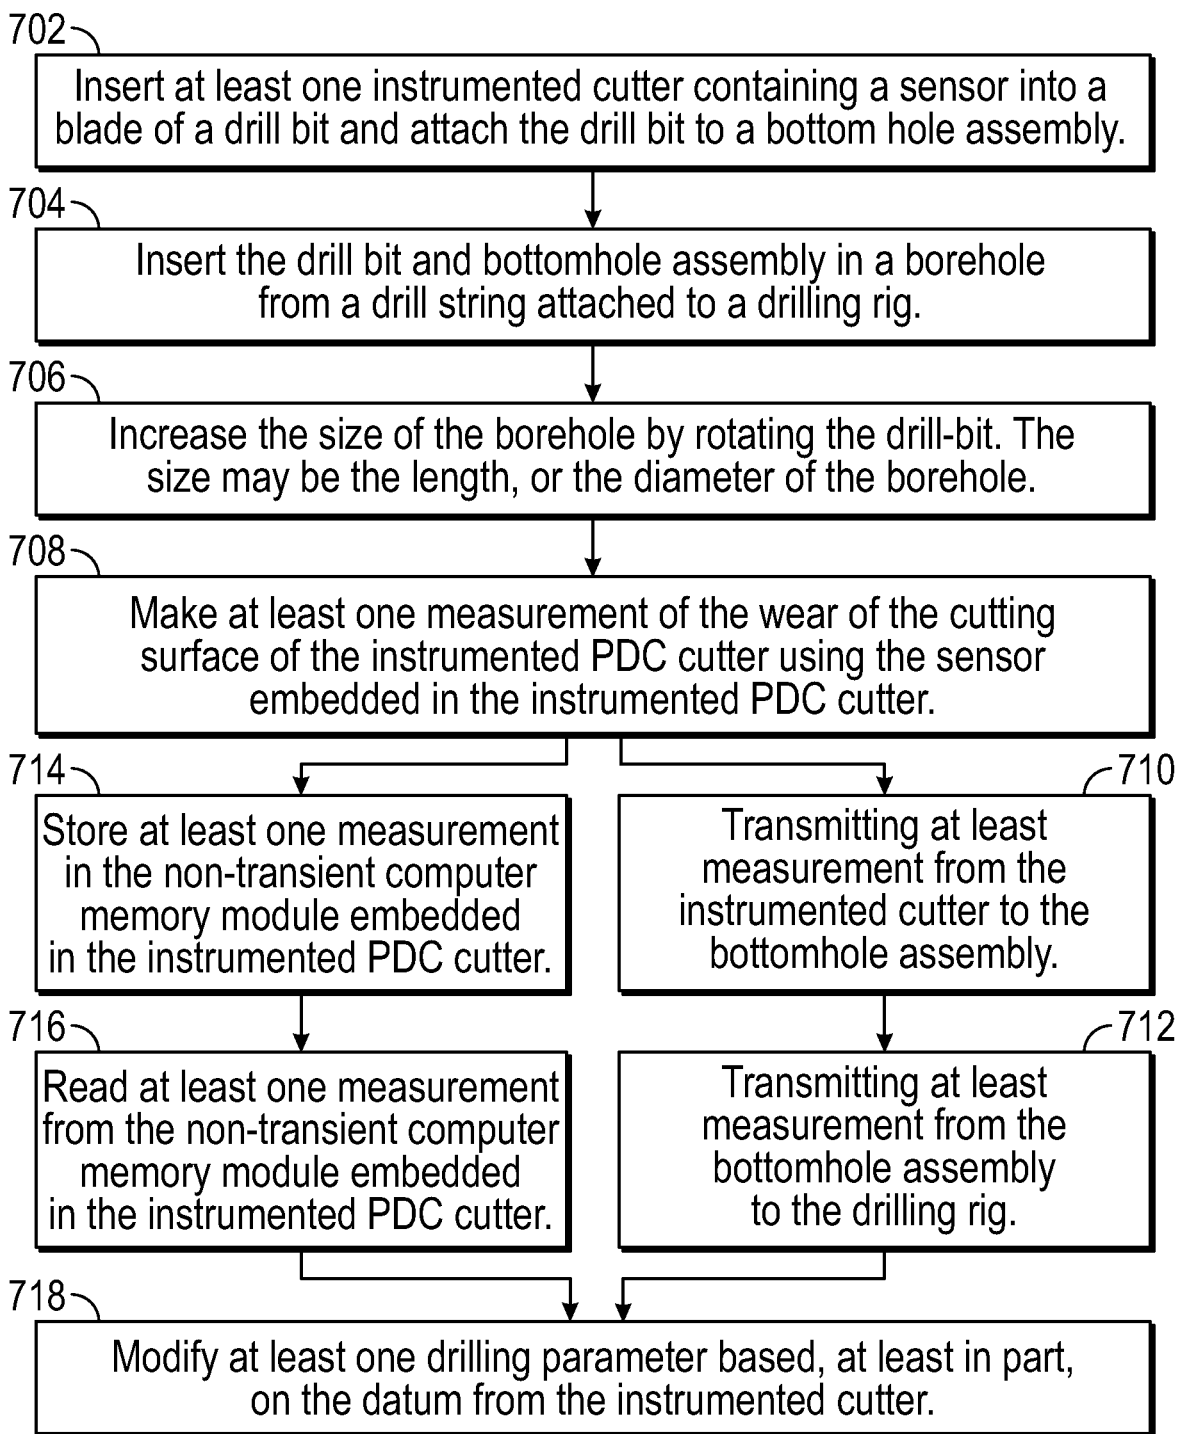 702
Insert at least one instrumented cutter containing a sensor into a
blade of a drill bit and attach the drill bit to a bottom hole assembly.
704
Insert the drill bit and bottomhole assembly in a borehole
from a drill string attached to a drilling rig.
706
Increase the size of the borehole by rotating the drill-bit. The
size may be the length, or the diameter of the borehole.
708
Make at least one measurement of the wear of the cutting
surface of the instrumented PDC cutter using the sensor
embedded in the instrumented PDC cutter.
714
Store at least one measurement
in the non-transient computer
memory module embedded
in the instrumented PDC cutter.
710
Transmitting at least
measurement from the
instrumented cutter to the
bottomhole assembly.
716
Read at least one measurement
from the non-transient computer
memory module embedded
in the instrumented PDC cutter.
712
Transmitting at least
measurement from the
bottomhole assembly
to the drilling rig.
718
Modify at least one drilling parameter based, at least in part,
on the datum from the instrumented cutter.